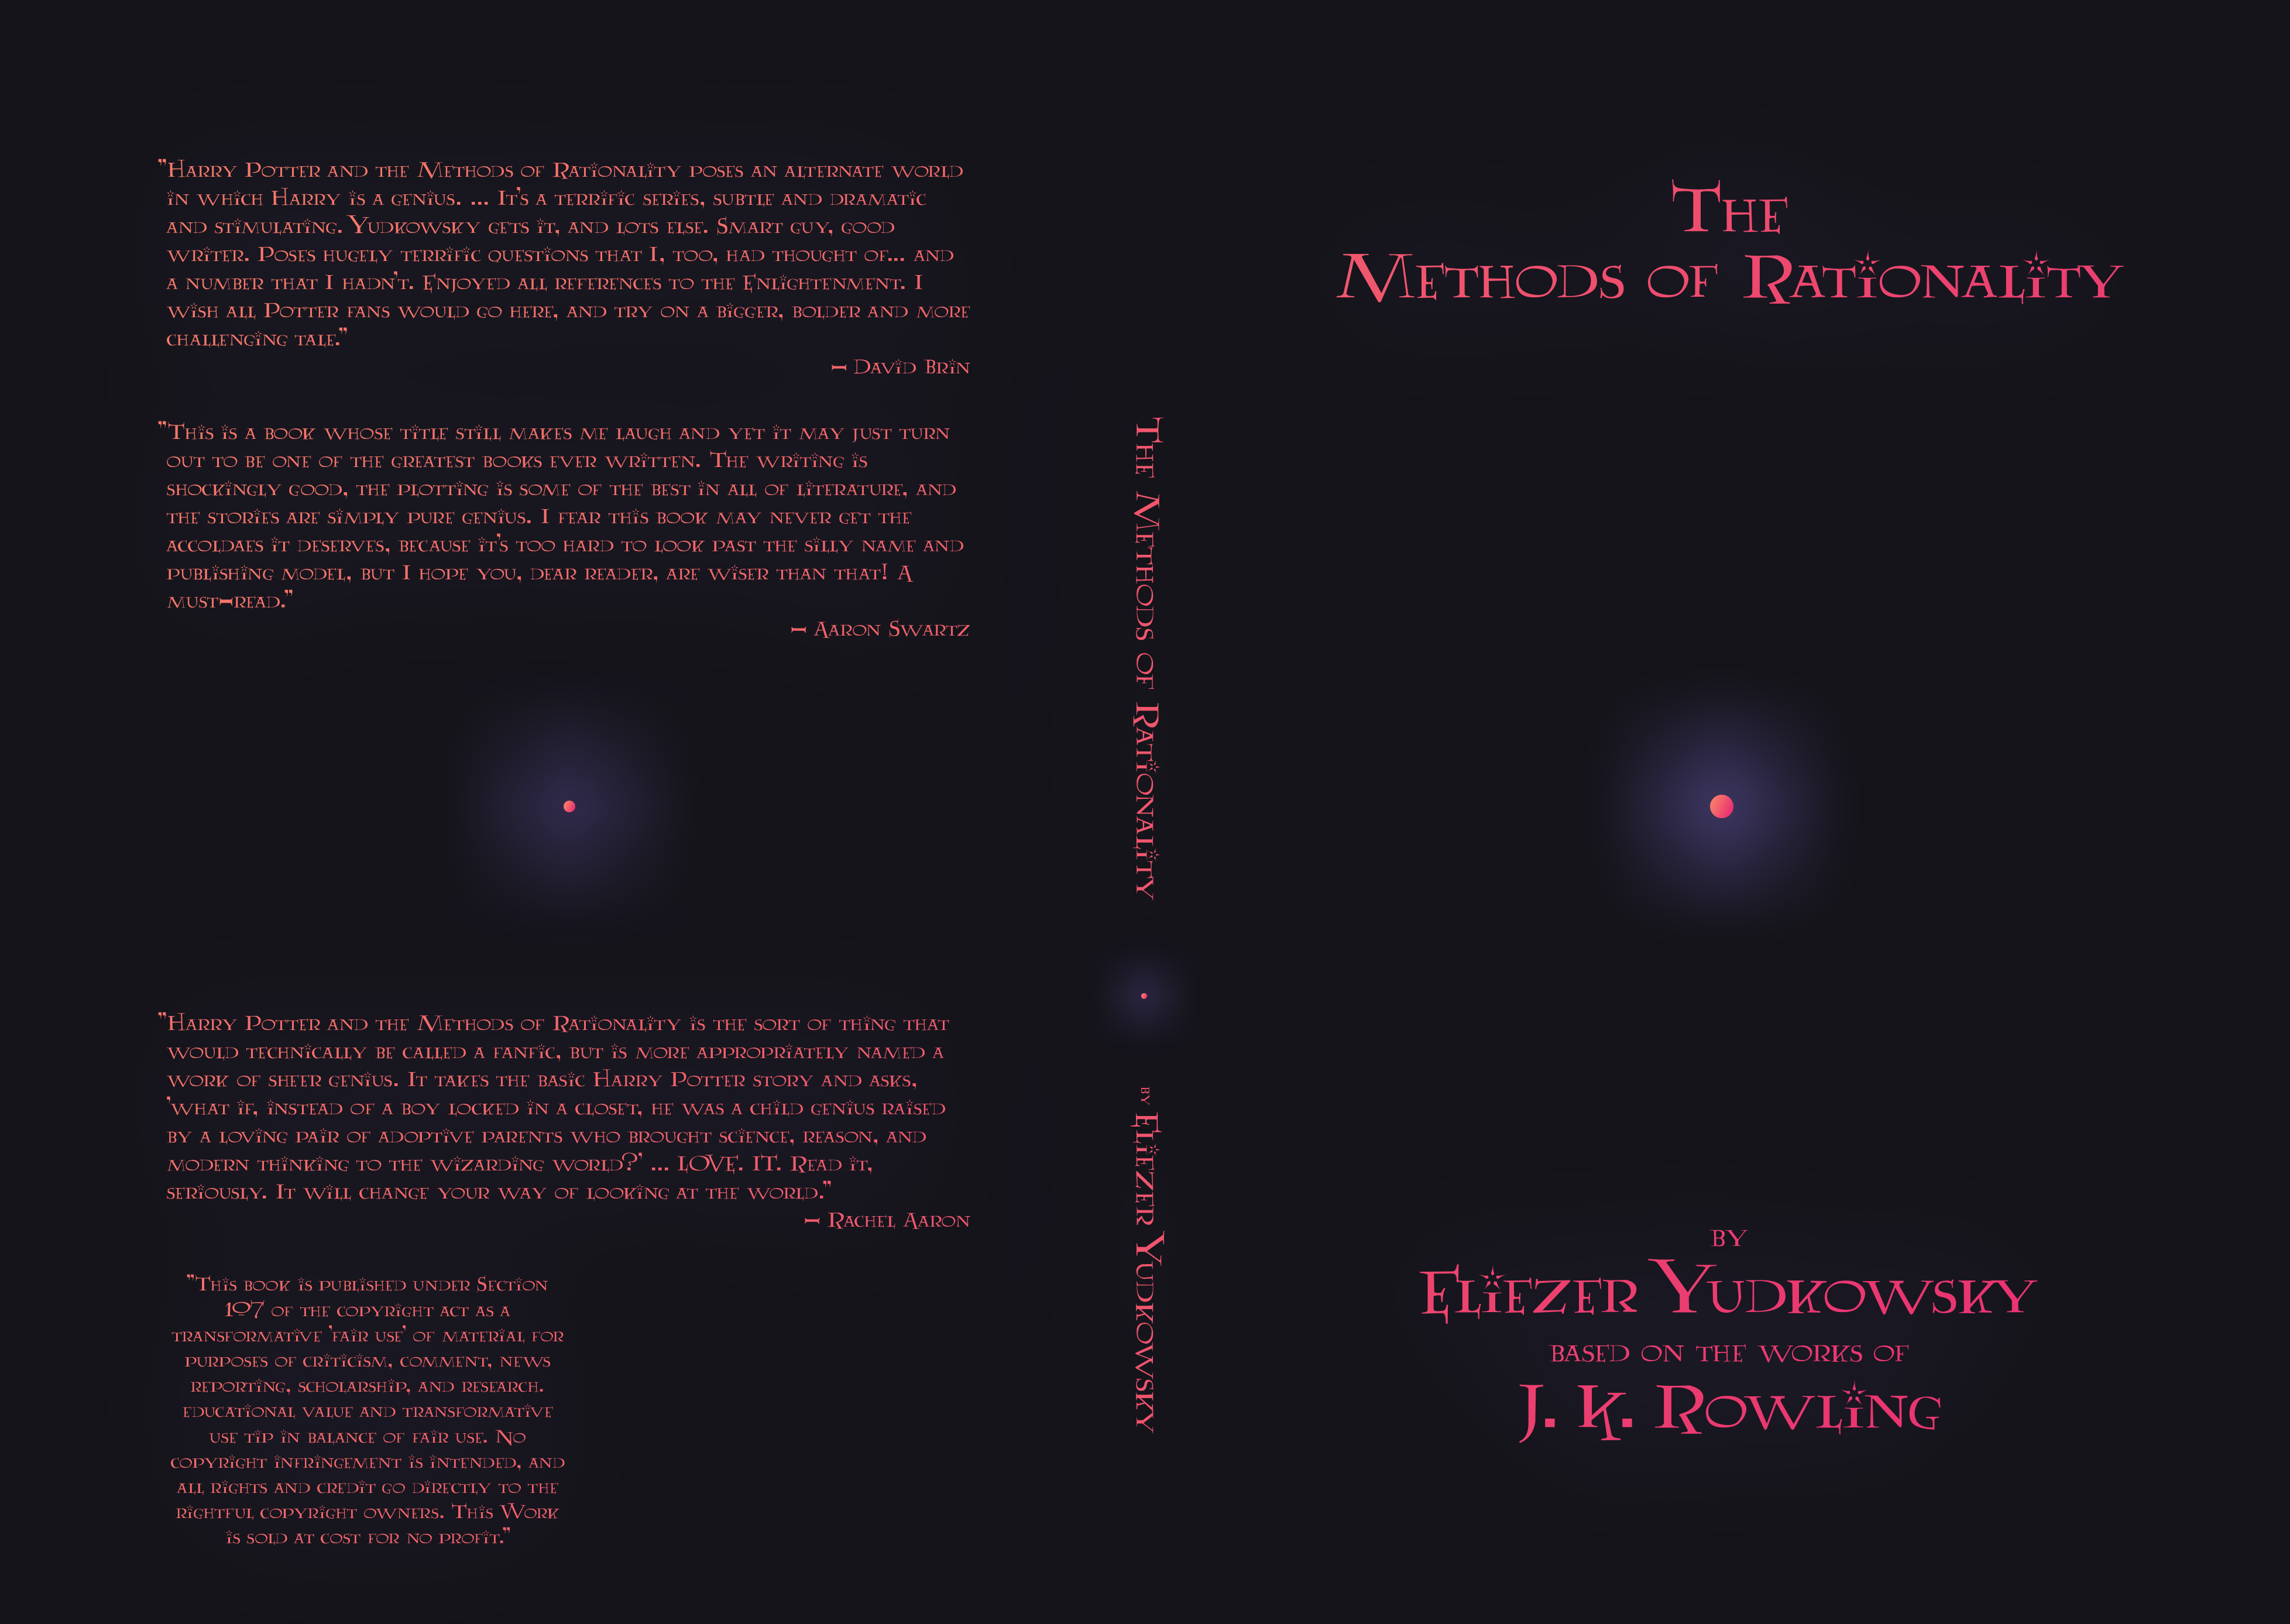 "Harry Potter and the Methods of Rationality poses an alternate world
in which Harry is a genius. ... It's a terrific series, subtle and dramatic
and stimulating. Yudkowsky gets it, and lots else. Smart guy, good
writer. Poses hugely terrific questions that I, too, had thought of... and
a number that I hadn't. Enjoyed all references to the Enlightenment. I
wish all Potter fans would go here, and try on a bigger, bolder and more
challenging tale."
- David Brin
"This is a book whose title still makes me laugh and yet it may just turn
out to be one of the greatest books ever written. The writing is
shockingly good, the plotting is some of the best in all of literature, and
the stories are simply pure genius. I fear this book may never get the
accoldaes it deserves, because it's too hard to look past the silly name and
publishing model, but I hope you, dear reader, are wiser than that! A
must-read."
- Aaron Swartz
"Harry Potter and the Methods of Rationality is the sort of thing that
would technically be called a fanfic, but is more appropriately named a
work of sheer genius. It takes the basic Harry Potter story and asks,
'what if, instead of a boy locked in a closet, he was a child genius raised
by a loving pair of adoptive parents who brought science, reason, and
modern thinking to the wizarding world?' ... LOVE. IT. Read it,
seriously. It will change your way of looking at the world."
- Rachel Aaron
"This book is published under Section
107 of the copyright act as a
transformative 'fair use' of material for
purposes of criticism, comment, news
reporting, scholarship, and research.
educational value and transformative
use tip in balance of fair use. No
copyright infringement is intended, and
all rights and credit go directly to the
rightful copyright owners. This Work
is sold at cost for no profit."
The Methods of Rationality
by Eliezer Yudkowsky
The
Methods of Rationality
by
Eliezer Yudkowsky
based on the works of
J. K. Rowling